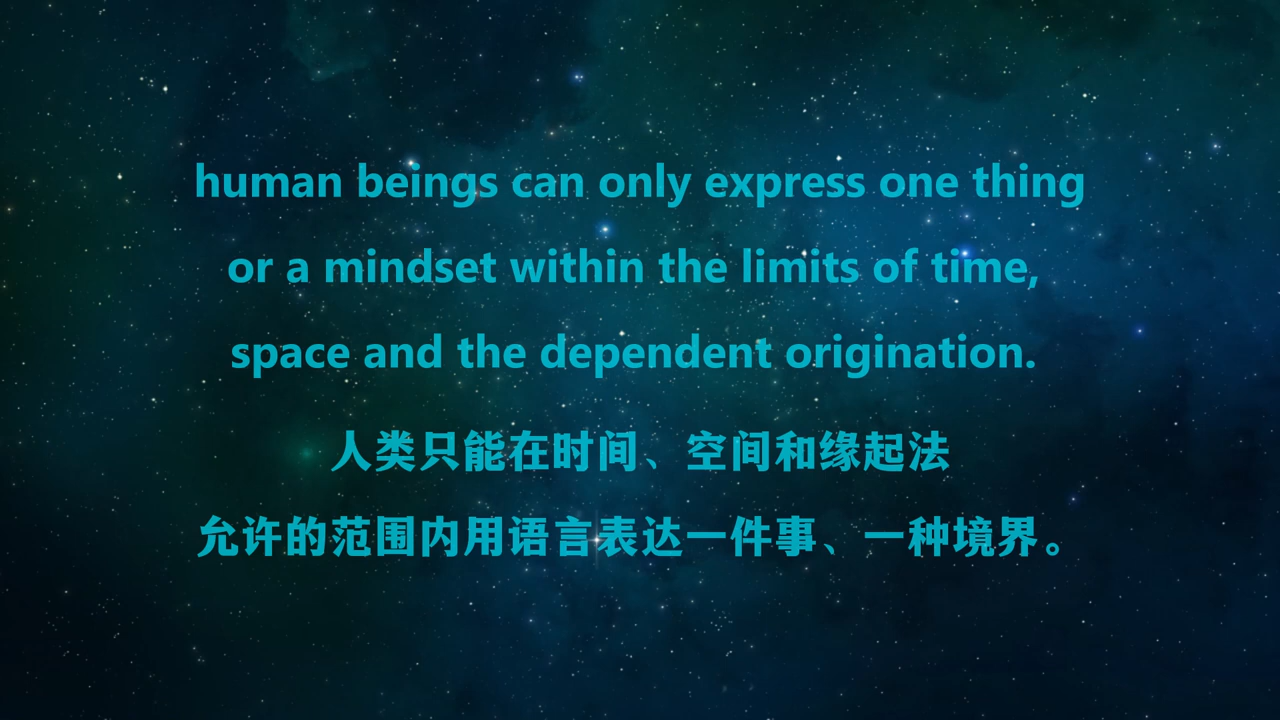 human beings can only express one thing
or a mindset within the limits of time,
space and the dependent origination.
人类只能在时间、空间和缘起法
允许的范围内用语言表达一件事、一种境界。